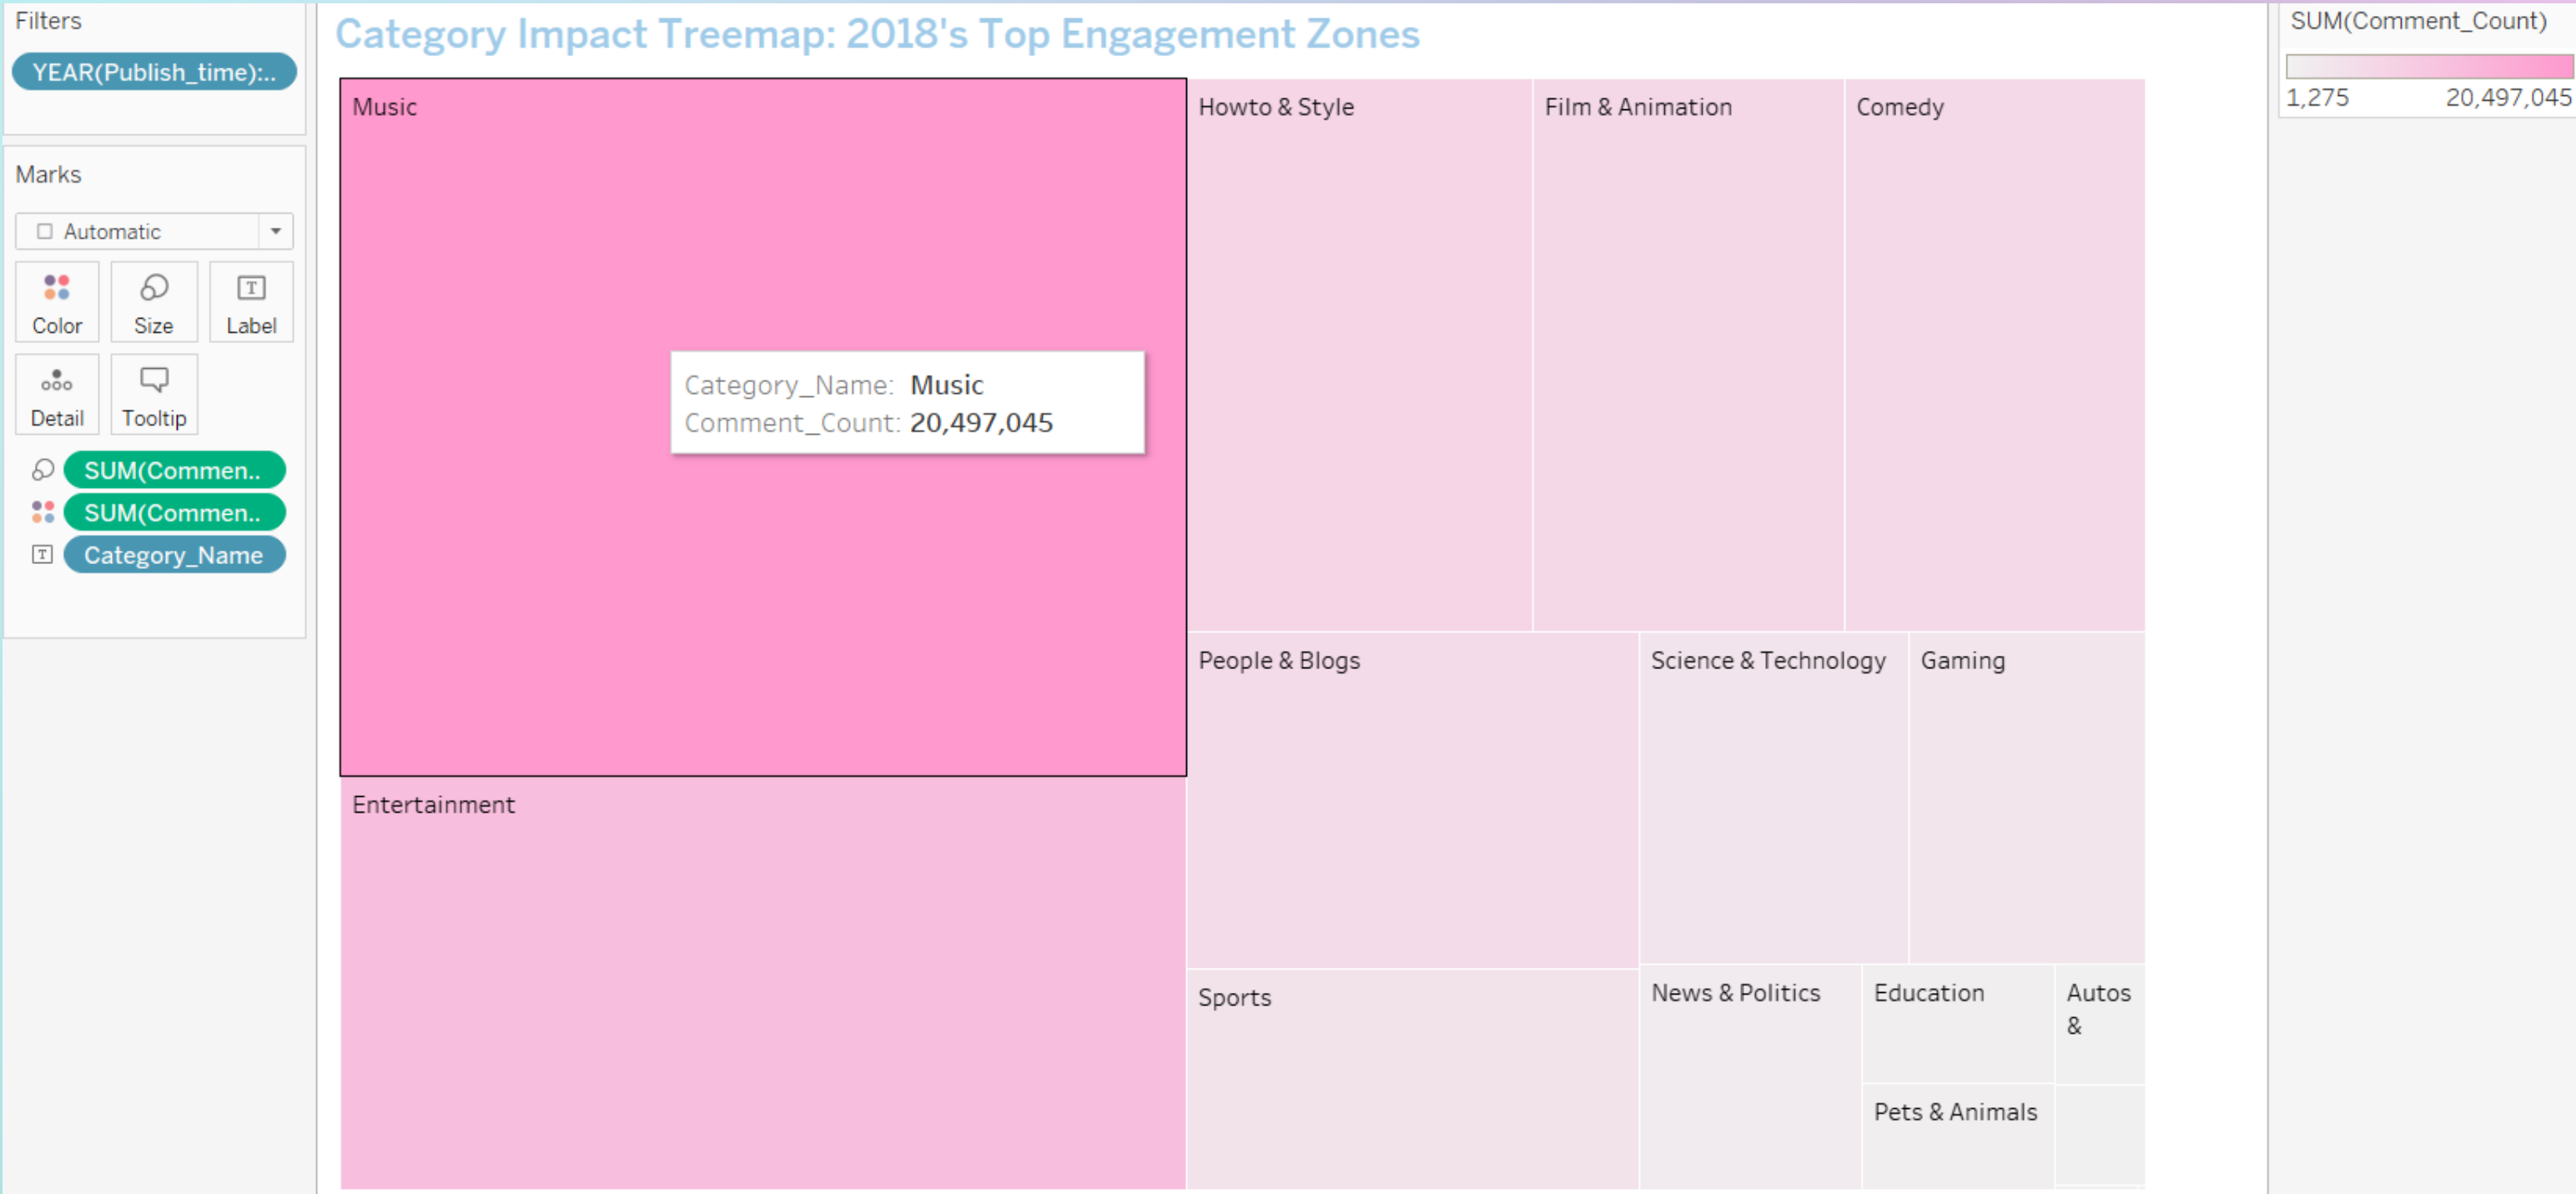 Filters
YEAR(Publish_time):..
Marks
Automatic
Color
Size
Label
Detail
Tooltip
SUM(Commen..
SUM(Commen..
Category_Name
Category Impact Treemap: 2018's Top Engagement Zones
Music
Category_Name: Music
Comment_Count: 20,497,045
Entertainment
Howto & Style
Film & Animation
Comedy
People & Blogs
Science & Technology
Gaming
Sports
News & Politics
Education
Autos
&
Pets & Animals
SUM(Comment_Count)
1,275 20,497,045